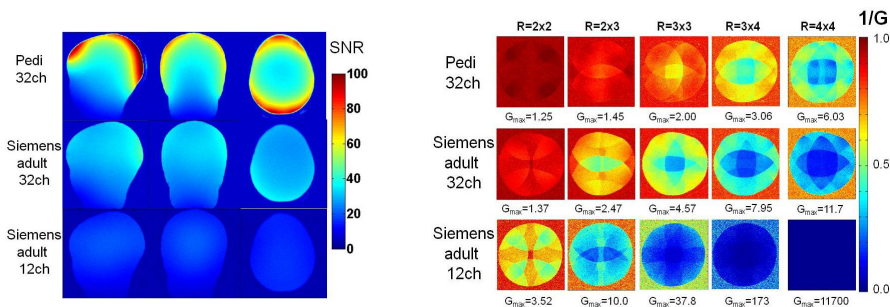 SNR
Pedi
32ch
100
80
60
40
20
0
Siemens
adult
32ch
Siemens
adult
12ch
1/G
R=2x2 R=2x3 R=3x3 R=3x4 R=4x4
1.0
Pedi
32ch
Gmax=1.25 Gmax=1.45 Gmax=2.00 Gmax=3.06 Gmax=6.03
Siemens
adult
32ch
0.5
Gmax=1.37 Gmax=2.47 Gmax=4.57 Gmax=7.95 Gmax=11.7
Siemens
adult
12ch
0.0
Gmax=3.52 Gmax=10.0 Gmax=37.8 Gmax=173 Gmax=11700